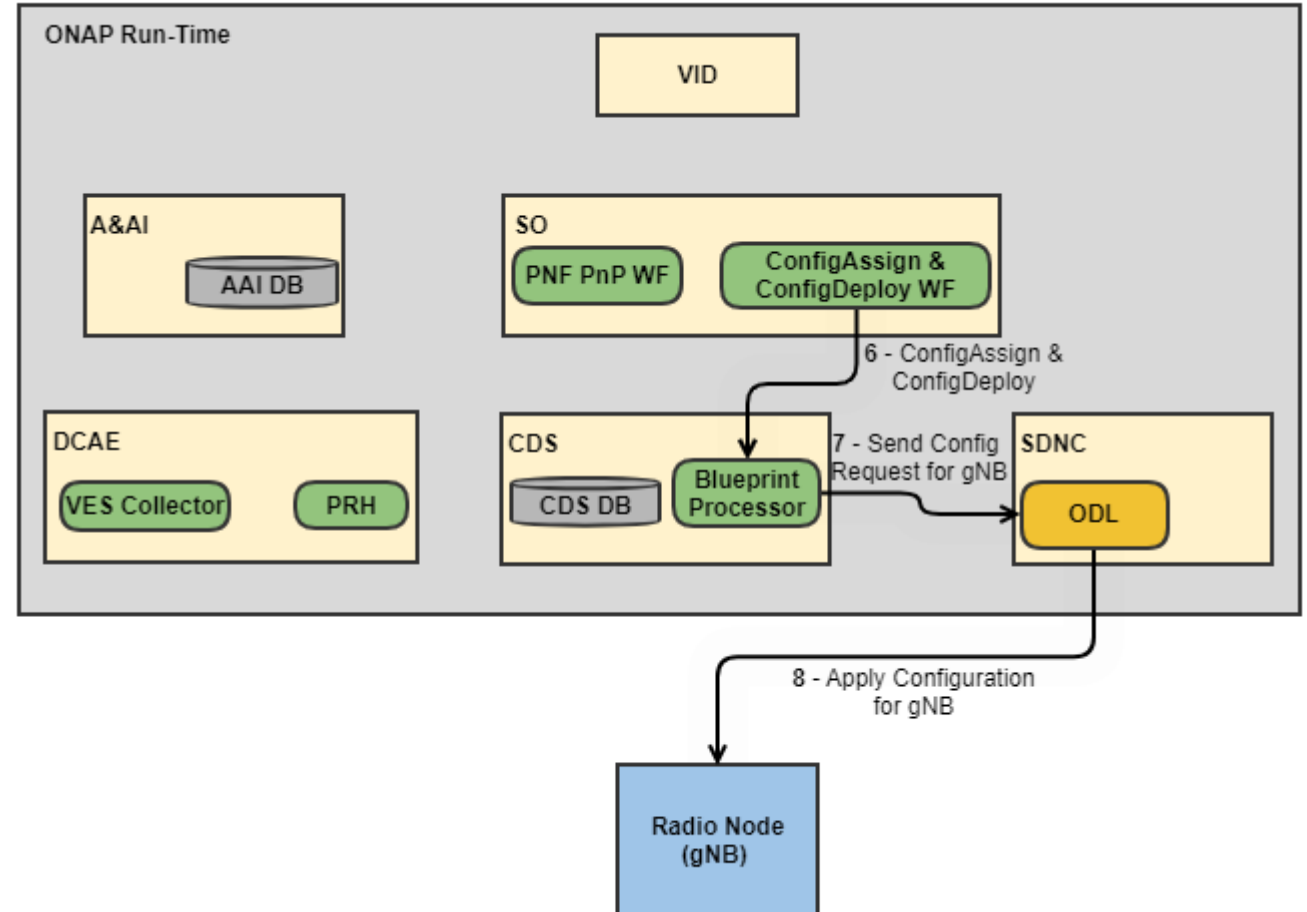 ONAP Run-Time
VID
A&AI
AAI DB
SO
PNF PnP WF
ConfigAssign &
ConfigDeploy WF
6 - ConfigAssign &
ConfigDeploy
DCAE
VES Collector
PRH
CDS
CDS DB
Blueprint
Processor
7 - Send Config
Request for gNB
SDNC
ODL
8 - Apply Configuration
for gNB
Radio Node
(gNB)